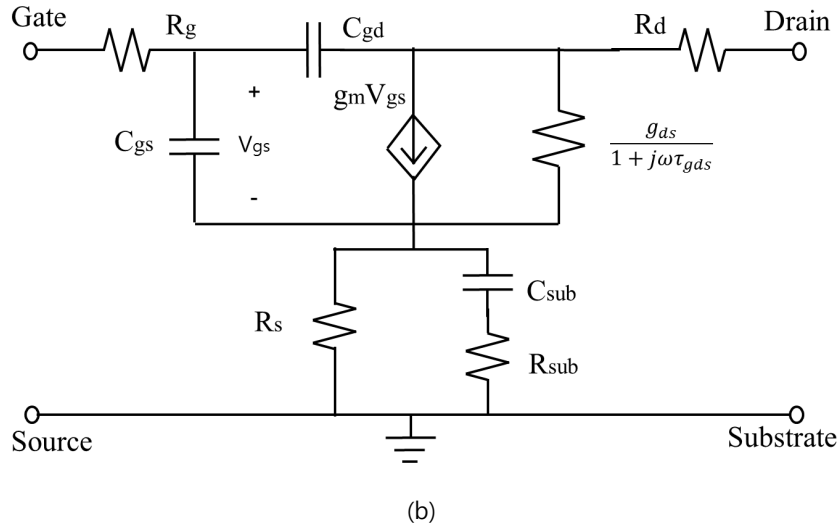 Gate Rg Cgd Rd Drain
+ gmVgs
Cgs Vgs gds
1 + jωτgds
-
Csub
Rs
Rsub
Source Substrate
(b)